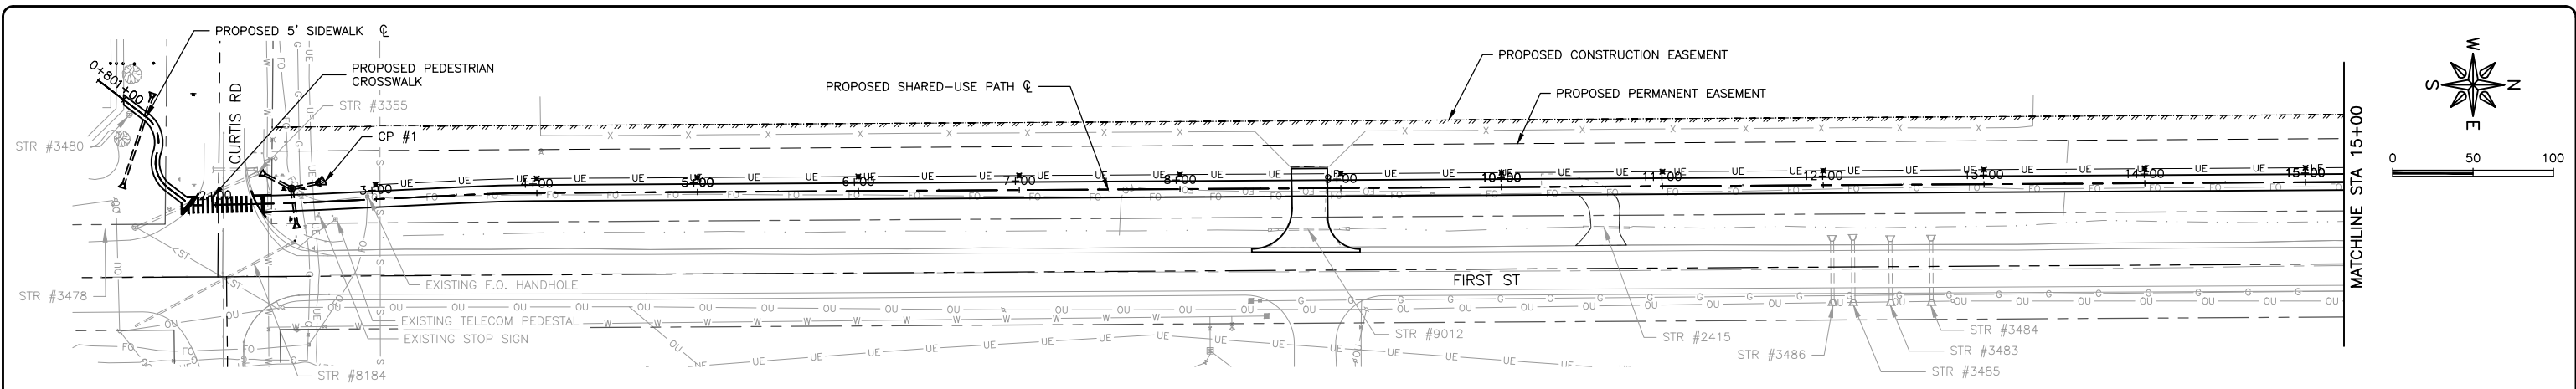 PROPOSED 5' SIDEWALK ℄
PROPOSED PEDESTRIAN
CROSSWALK
STR #3355
CP #1
CURTIS RD
0+80
1+00
STR #3480
STR #3478
PROPOSED SHARED-USE PATH ℄
PROPOSED CONSTRUCTION EASEMENT
PROPOSED PERMANENT EASEMENT
2+00
3+00
4+00
5+00
6+00
7+00
8+00
9+00
10+00
11+00
12+00
13+00
14+00
15+00
MATCHLINE STA 15+00
W
N
E
S
0 50 100
FIRST ST
EXISTING F.O. HANDHOLE
EXISTING TELECOM PEDESTAL
EXISTING STOP SIGN
STR #8184
STR #9012
STR #2415
STR #3486
STR #3484
STR #3483
STR #3485